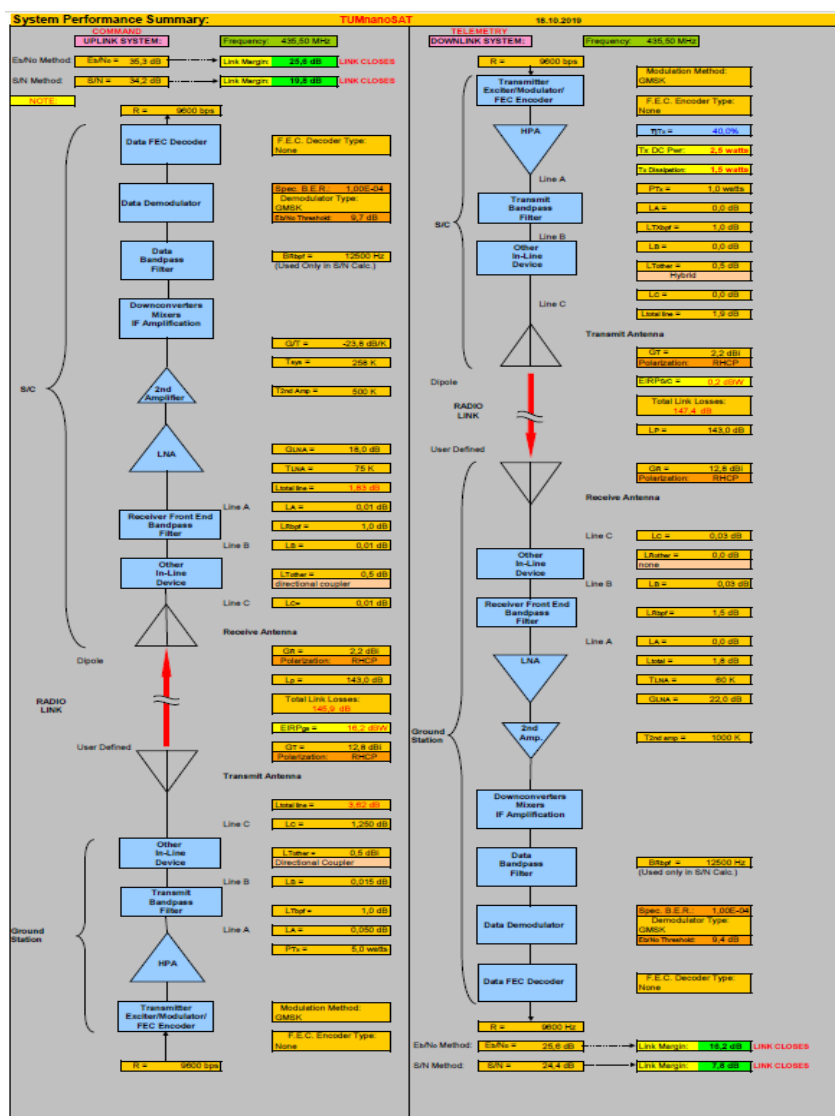 System Performance Summary: TUMnanoSAT 18.10.2019
COMMAND
UPLINK SYSTEM: Frequency: 435,50 MHz
Eb/No Method: Eb/No = 35,3 dB Link Margin: 25,6 dB LINK CLOSES
S/N Method: S/N = 34,2 dB Link Margin: 19,8 dB LINK CLOSES
NOTE:
R = 9600 bps
Data FEC Decoder
F.E.C. Decoder Type:
None
Data Demodulator
Spec. B.E.R.: 1,00E-04
Demodulator Type:
GMSK
Eb/No Threshold: 9,7 dB
Data
Bandpass
Filter
BRbpf = 12500 Hz
(Used Only in S/N Calc.)
Downconverters
Mixers
IF Amplification
G/T = -23,8 dB/K
Tsys = 258 K
S/C
2nd
Amplifier
T2nd Amp = 500 K
LNA
GLNA = 18,0 dB
TLNA = 75 K
Ltotal line = 1,53 dB
Line A LA = 0,01 dB
Receiver Front End
Bandpass
Filter
LRbpf = 1,0 dB
Line B LB = 0,01 dB
Other
In-Line
Device
LTother = 0,5 dB
directional coupler
Line C LC= 0,01 dB
Receive Antenna
Dipole
GR = 2,2 dBi
Polarization: RHCP
Lp = 143,0 dB
RADIO
LINK
Total Link Losses:
145,9 dB
EIRPgs = 16,2 dBW
User Defined
GT = 12,8 dBi
Polarization: RHCP
Transmit Antenna
Ltotal line = 3,62 dB
Line C LC = 1,250 dB
Other
In-Line
Device
LTother = 0,5 dBi
Directional Coupler
Line B LB = 0,015 dB
Transmit
Bandpass
Filter
LTbpf = 1,0 dB
Ground
Station
Line A LA = 0,050 dB
PTx = 5,0 watts
HPA
Transmitter
Exciter/Modulator/
FEC Encoder
Modulation Method:
GMSK
F.E.C. Encoder Type:
None
R = 9600 bps
TELEMETRY
DOWNLINK SYSTEM: Frequency: 435,50 MHz
R = 9600 bps
Transmitter
Exciter/Modulator/
FEC Encoder
Modulation Method:
GMSK
F.E.C. Encoder Type:
None
HPA
ηTx = 40,0%
Tx DC Pwr: 2,5 watts
Tx Dissipation: 1,5 watts
Line A
PTx = 1,0 watts
LA = 0,0 dB
S/C
Transmit
Bandpass
Filter
LTXbpf = 1,0 dB
Line B LB = 0,0 dB
Other
In-Line
Device
LTother = 0,5 dB
Hybrid
Line C LC = 0,0 dB
Ltotal line = 1,9 dB
Transmit Antenna
GT = 2,2 dBi
Polarization: RHCP
Dipole EIRPS/C = 0,2 dBW
RADIO
LINK
Total Link Losses:
147,4 dB
LP = 143,0 dB
User Defined
GR = 12,8 dBi
Polarization: RHCP
Receive Antenna
Line C LC = 0,03 dB
Other
In-Line
Device
LRother = 0,0 dB
none
Line B LB = 0,03 dB
Receiver Front End
Bandpass
Filter
LRbpf = 1,5 dB
Line A LA = 0,0 dB
LNA
Ltotal = 1,8 dB
TLNA = 60 K
GLNA = 22,0 dB
Ground
Station
2nd
Amp.
T2nd amp = 1000 K
Downconverters
Mixers
IF Amplification
Data
Bandpass
Filter
BRbpf = 12500 Hz
(Used only in S/N Calc.)
Data Demodulator
Spec. B.E.R.: 1,00E-04
Demodulator Type:
GMSK
Eb/No Threshold: 9,4 dB
Data FEC Decoder
F.E.C. Decoder Type:
None
R = 9600 Hz
Eb/No Method: Eb/No = 25,6 dB Link Margin: 16,2 dB LINK CLOSES
S/N Method: S/N = 24,4 dB Link Margin: 7,8 dB LINK CLOSES